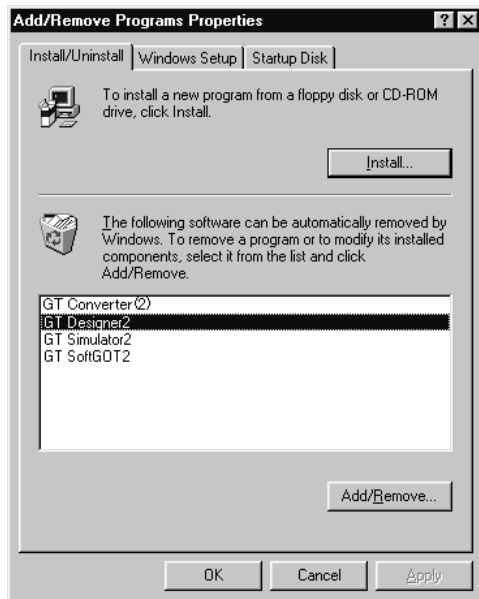 Add/Remove Programs Properties
Install/Uninstall Windows Setup Startup Disk
To install a new program from a floppy disk or CD-ROM
drive, click Install.
Install...
The following software can be automatically removed by
Windows. To remove a program or to modify its installed
components, select it from the list and click
Add/Remove.
GT Converter(2)
GT Designer2
GT Simulator2
GT SoftGOT2
Add/Remove...
OK Cancel Apply